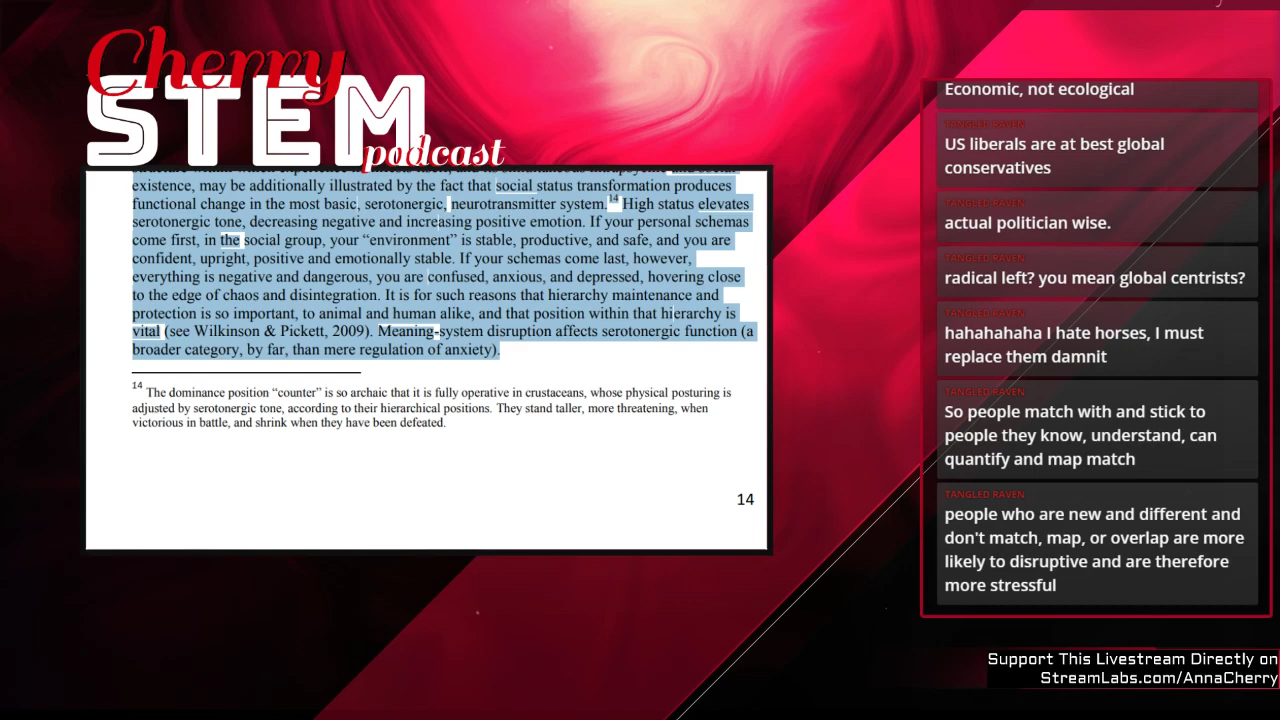 Cherry
STEM
podcast
existence, may be additionally illustrated by the fact that social status transformation produces
functional change in the most basic, serotonergic, neurotransmitter system.14 High status elevates
serotonergic tone, decreasing negative and increasing positive emotion. If your personal schemas
come first, in the social group, your “environment” is stable, productive, and safe, and you are
confident, upright, positive and emotionally stable. If your schemas come last, however,
everything is negative and dangerous, you are confused, anxious, and depressed, hovering close
to the edge of chaos and disintegration. It is for such reasons that hierarchy maintenance and
protection is so important, to animal and human alike, and that position within that hierarchy is
vital (see Wilkinson & Pickett, 2009). Meaning-system disruption affects serotonergic function (a
broader category, by far, than mere regulation of anxiety).
14 The dominance position “counter” is so archaic that it is fully operative in crustaceans, whose physical posturing is
adjusted by serotonergic tone, according to their hierarchical positions. They stand taller, more threatening, when
victorious in battle, and shrink when they have been defeated.
14
Economic, not ecological
TANGLED RAVEN
US liberals are at best global
conservatives
TANGLED RAVEN
actual politician wise.
TANGLED RAVEN
radical left? you mean global centrists?
TANGLED RAVEN
hahahahaha I hate horses, I must
replace them damnit
TANGLED RAVEN
So people match with and stick to
people they know, understand, can
quantify and map match
TANGLED RAVEN
people who are new and different and
don't match, map, or overlap are more
likely to disruptive and are therefore
more stressful
Support This Livestream Directly on
StreamLabs.com/AnnaCherry